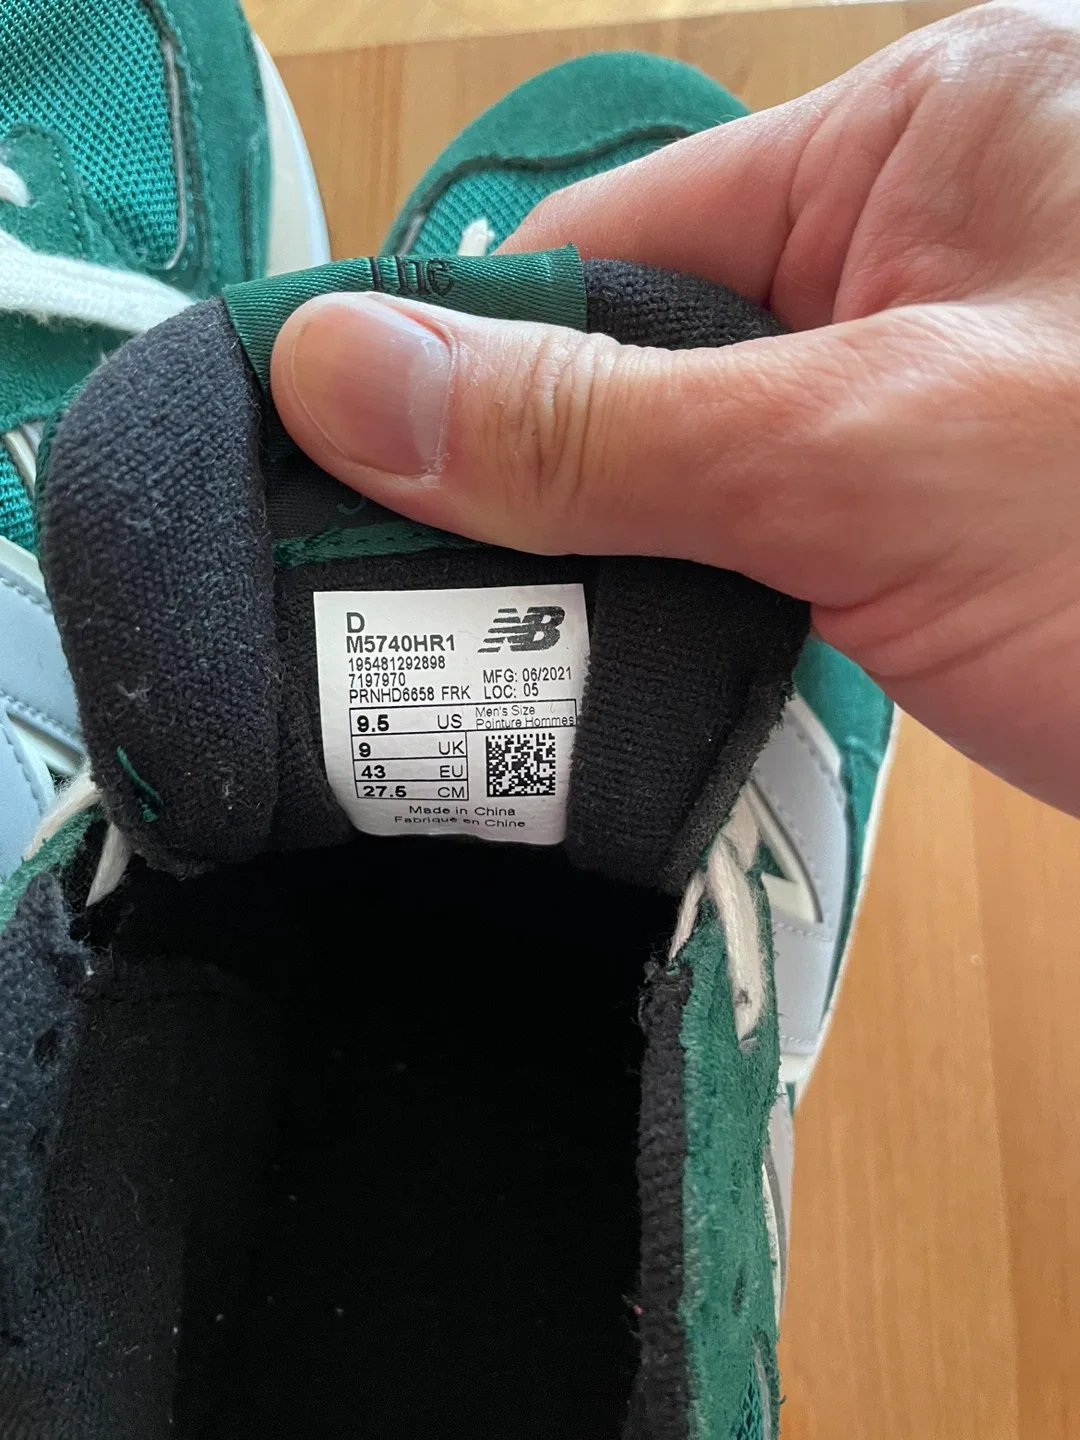 D
M5740HR1
195481292898
7197970
PRNHD6658 FRK
NB
MFG: 06/2021
LOC: 05
9.5 US Men's Size
Pointure Hommes
9 UK
43 EU
27.5 CM
Made in China
Fabriqué en Chine